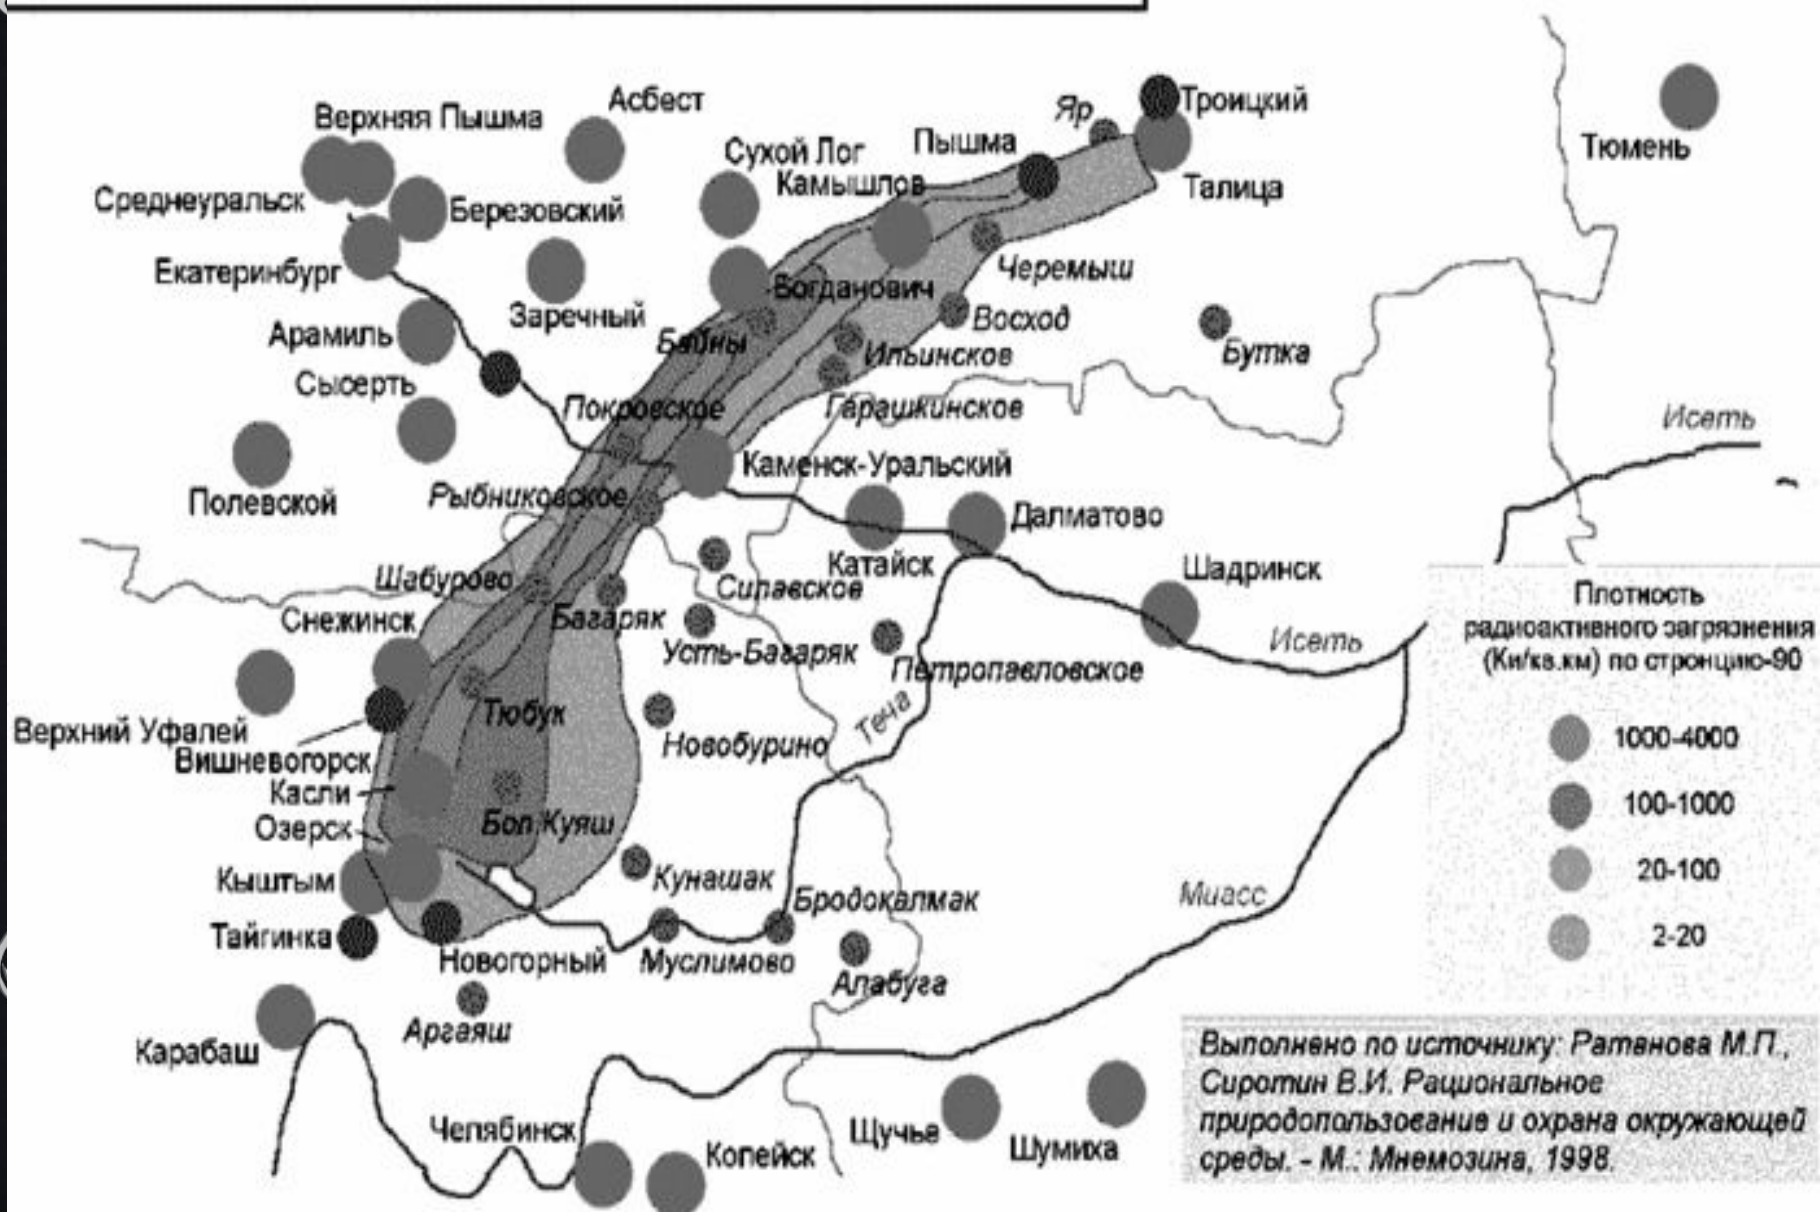 Верхняя Пышма
Асбест
Яр
Троицкий
Пышма
Тюмень
Сухой Лог
Камышлов
Талица
Среднеуральск
Березовский
Екатеринбург
Черемыш
Богданович
Заречный
Восход
Арамиль
Байны
Ильинское
Бутка
Сысерть
Покровское
Гарашкинское
Исеть
Каменск-Уральский
Полевской
Рыбниковское
Далматово
Катайск
Шадринск
Шабурово
Сипавское
Снежинск
Багаряк
Усть-Багаряк
Исеть
Петропавловское
Теча
Тюбук
Верхний Уфалей
Новобурино
Вишневогорск
Касли
Озерск
Бол.Куяш
Кыштым
Кунашак
Бродокалмак
Миасс
Тайгинка
Новогорный
Муслимово
Алабуга
Аргаяш
Карабаш
Челябинск
Копейск
Щучье
Шумиха
Плотность
радиоактивного загрязнения
(Ки/кв.км) по стронцию-90
1000-4000
100-1000
20-100
2-20
Выполнено по источнику: Ратанова М.П.,
Сиротин В.И. Рациональное
природопользование и охрана окружающей
среды. - М.: Мнемозина, 1998.